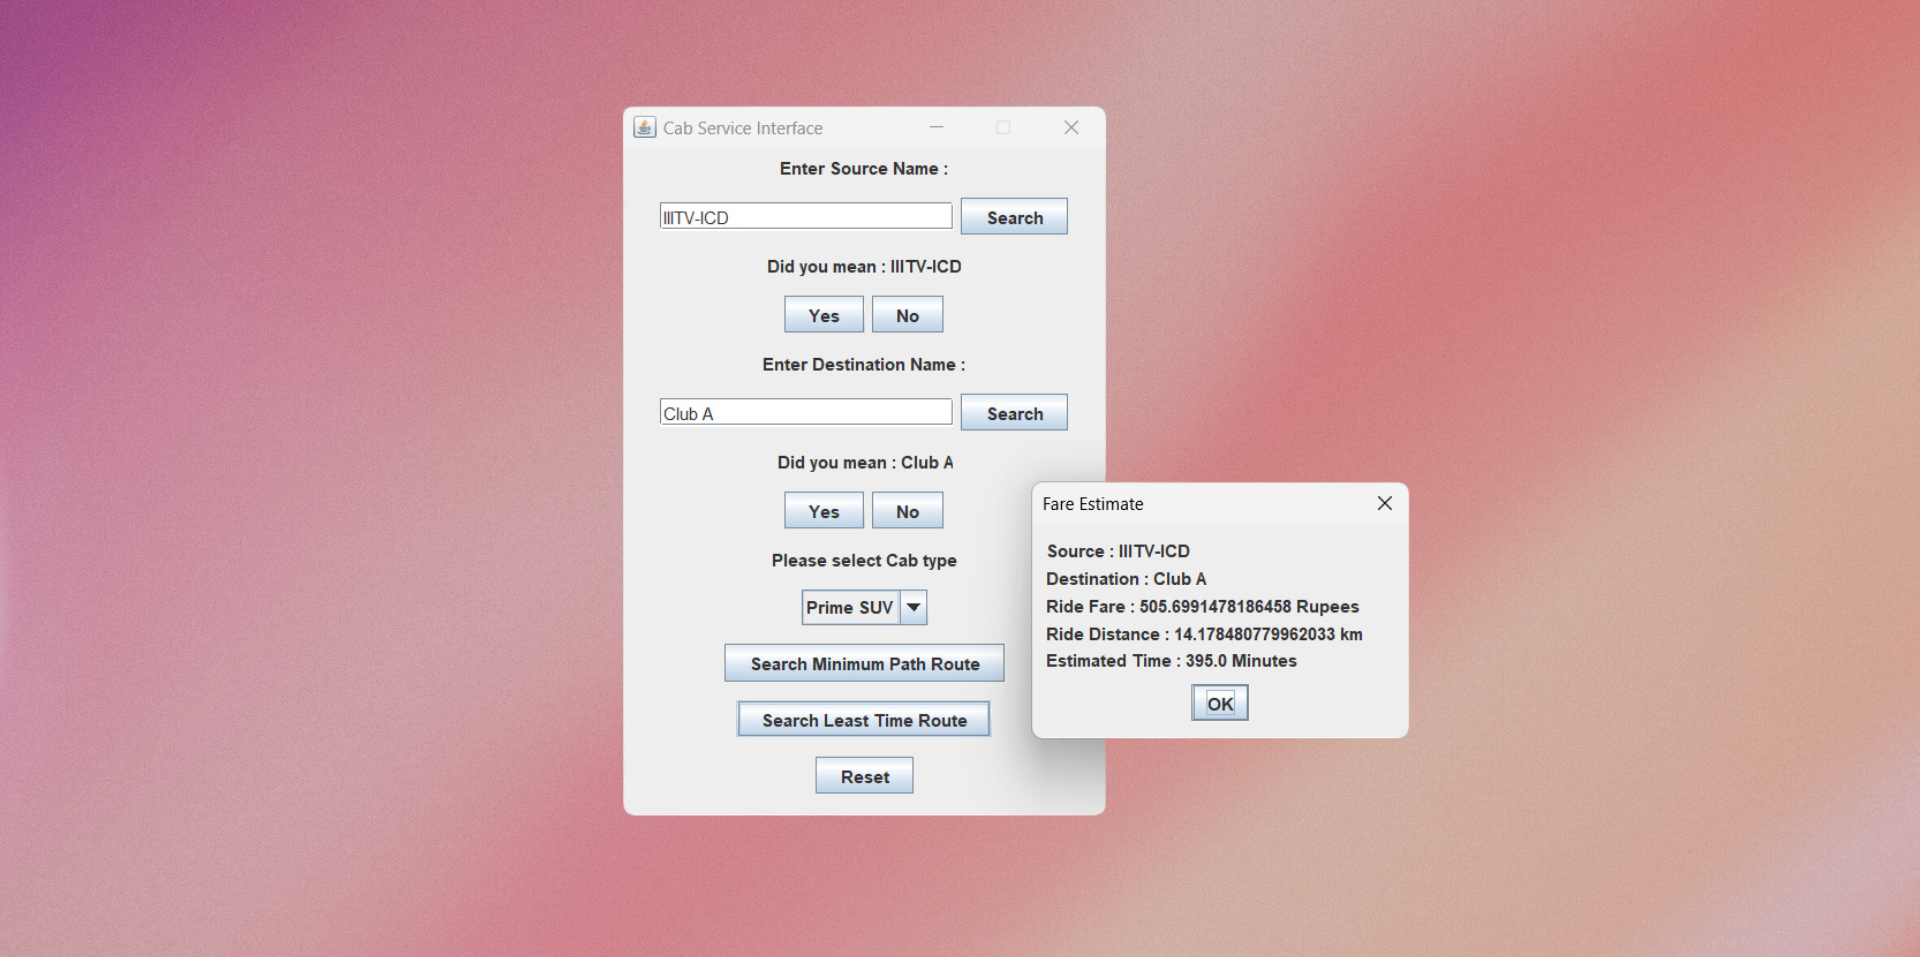 Cab Service Interface
Enter Source Name :
IIITV-ICD
Search
Did you mean : IIITV-ICD
Yes No
Enter Destination Name :
Club A
Search
Did you mean : Club A
Yes No
Please select Cab type
Prime SUV
Search Minimum Path Route
Search Least Time Route
Reset
Fare Estimate
Source : IIITV-ICD
Destination : Club A
Ride Fare : 505.6991478186458 Rupees
Ride Distance : 14.178480779962033 km
Estimated Time : 395.0 Minutes
OK